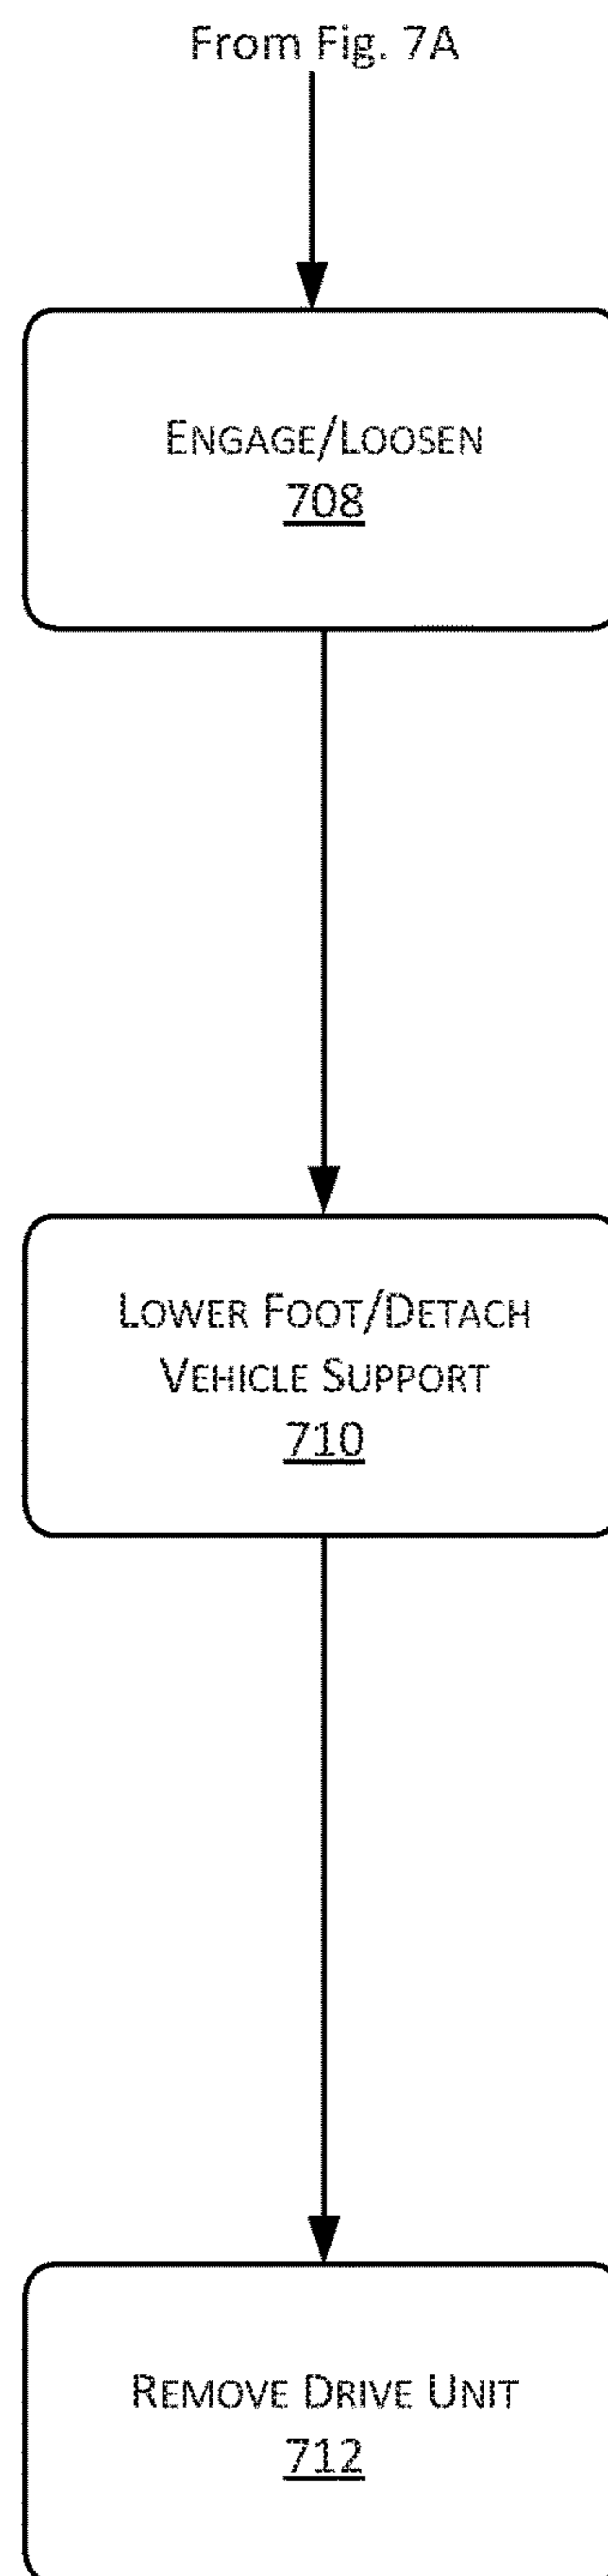 From Fig. 7A
ENGAGE/LOOSEN
708
LOWER FOOT/DETACH
VEHICLE SUPPORT
710
REMOVE DRIVE UNIT
712